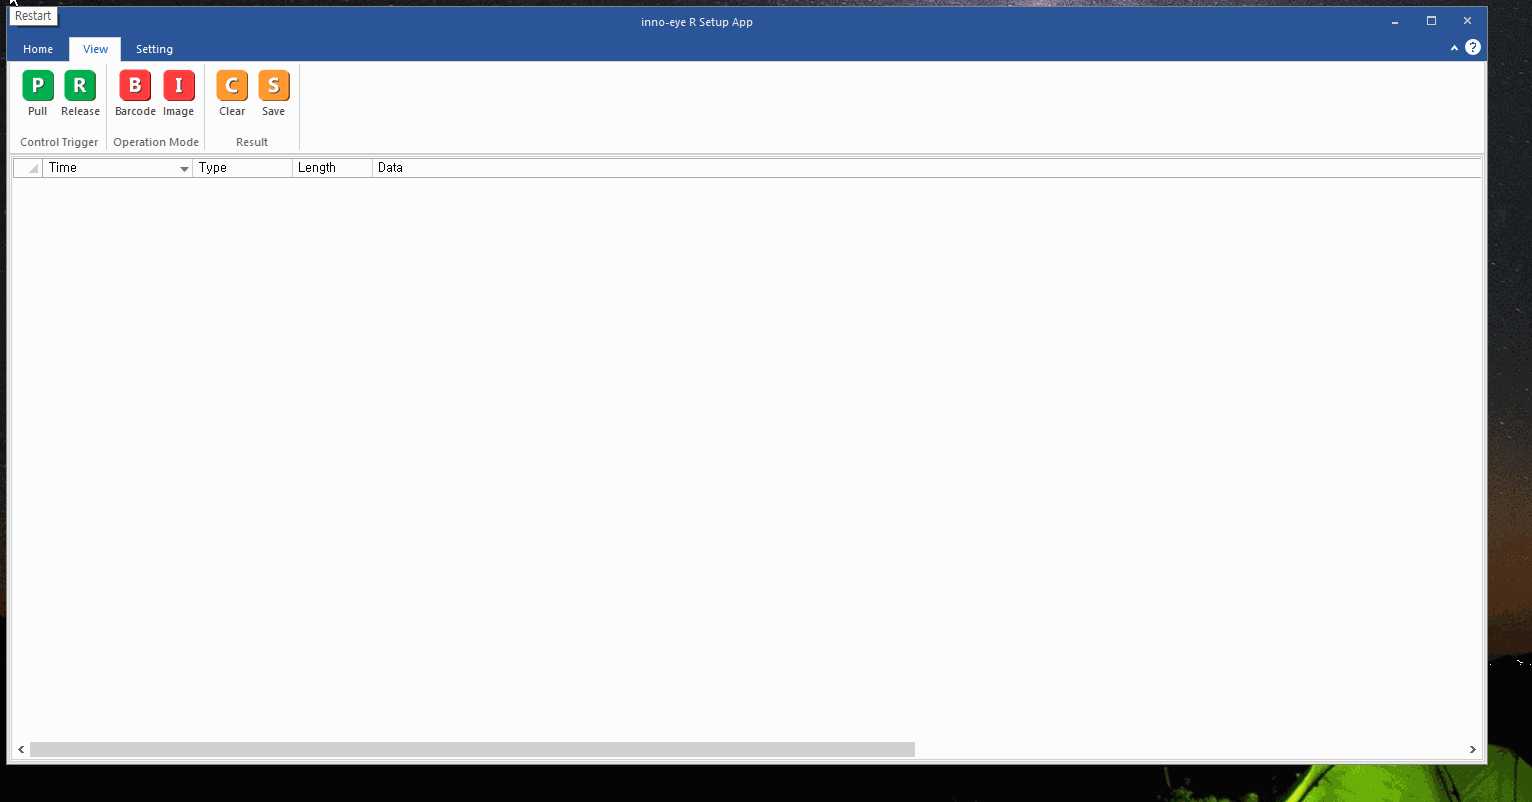 Restart
inno-eye R Setup App
Home View Setting
?
P R B I C S
Pull Release Barcode Image Clear Save
Control Trigger Operation Mode Result
Time Type Length Data